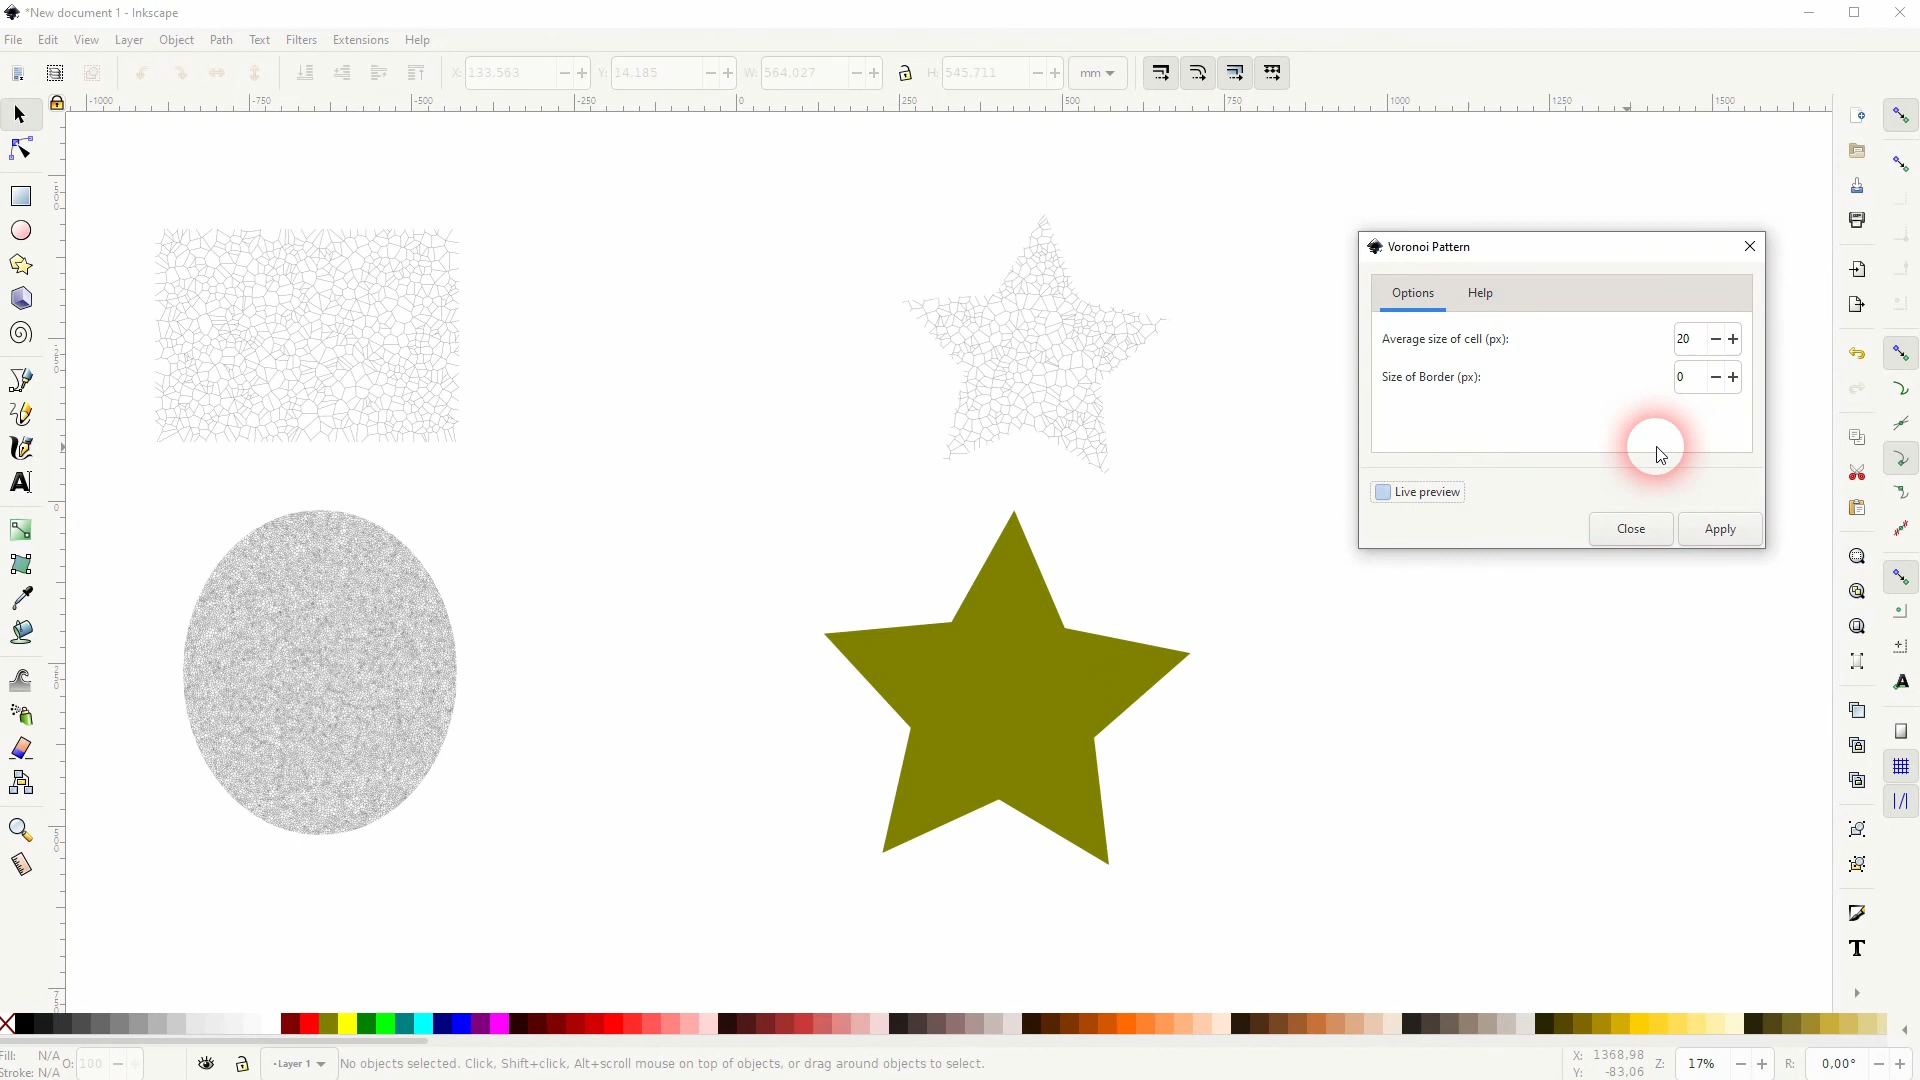 *New document 1 - Inkscape
File Edit View Layer Object Path Text Filters Extensions Help
X: 133,563 Y: 14,185 W: 564,027 H: 545,711 mm
-1000 -750 -500 -250 0 250 500 750 1000 1250 1500
Voronoi Pattern
Options Help
Average size of cell (px): 20
Size of Border (px): 0
Live preview
Close Apply
Fill: N/A
Stroke: N/A
O: 100
Layer 1
No objects selected. Click, Shift+click, Alt+scroll mouse on top of objects, or drag around objects to select.
X: 1368,98
Y: -83,06
Z: 17%
R: 0,00°